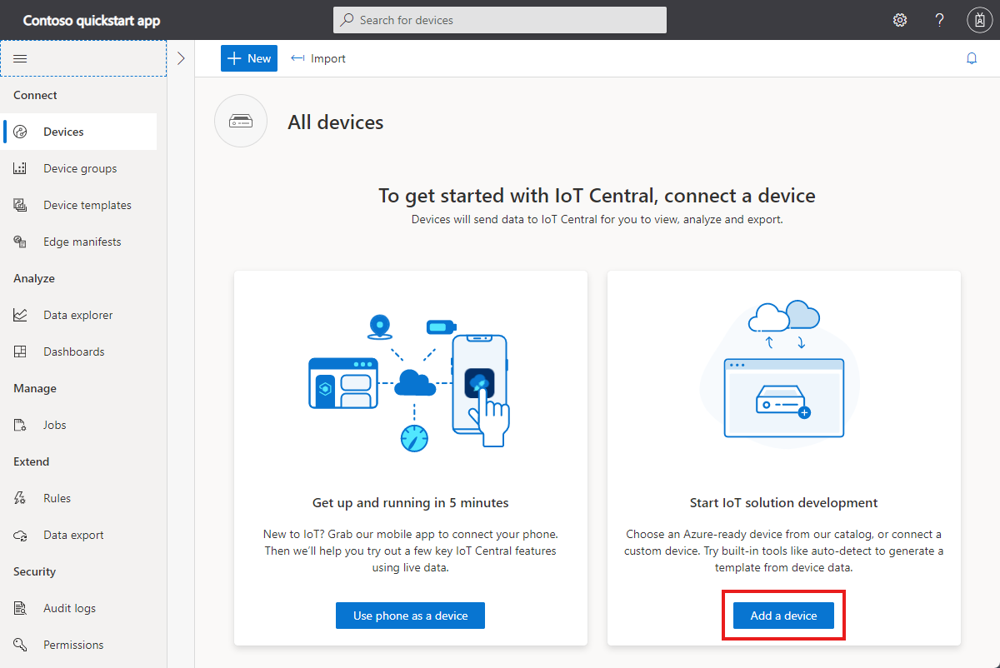 Contoso quickstart app
Search for devices
?
New
Import
Connect
Devices
Device groups
Device templates
Edge manifests
Analyze
Data explorer
Dashboards
Manage
Jobs
Extend
Rules
Data export
Security
Audit logs
Permissions
All devices
To get started with IoT Central, connect a device
Devices will send data to IoT Central for you to view, analyze and export.
Get up and running in 5 minutes
New to IoT? Grab our mobile app to connect your phone.
Then we’ll help you try out a few key IoT Central features
using live data.
Use phone as a device
Start IoT solution development
Choose an Azure-ready device from our catalog, or connect a
custom device. Try built-in tools like auto-detect to generate a
template from device data.
Add a device